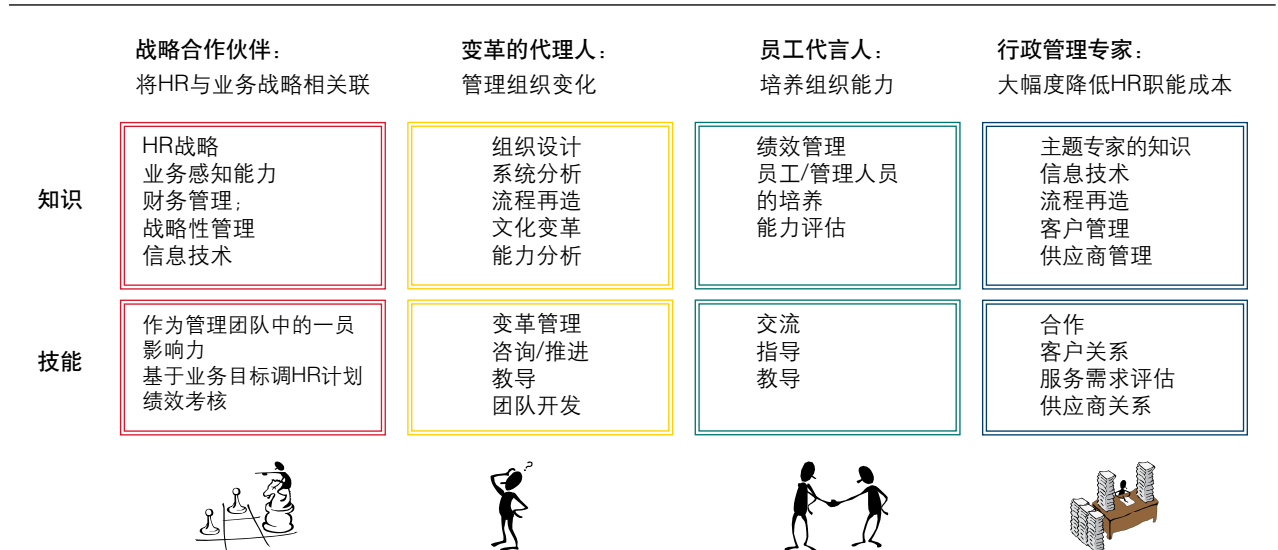 战略合作伙伴：
将HR与业务战略相关联
变革的代理人：
管理组织变化
员工代言人：
培养组织能力
行政管理专家：
大幅度降低HR职能成本
知识
HR战略
业务感知能力
财务管理；
战略性管理
信息技术
组织设计
系统分析
流程再造
文化变革
能力分析
绩效管理
员工/管理人员
的培养
能力评估
主题专家的知识
信息技术
流程再造
客户管理
供应商管理
技能
作为管理团队中的一员
影响力
基于业务目标调HR计划
绩效考核
变革管理
咨询/推进
教导
团队开发
交流
指导
教导
合作
客户关系
服务需求评估
供应商关系
?